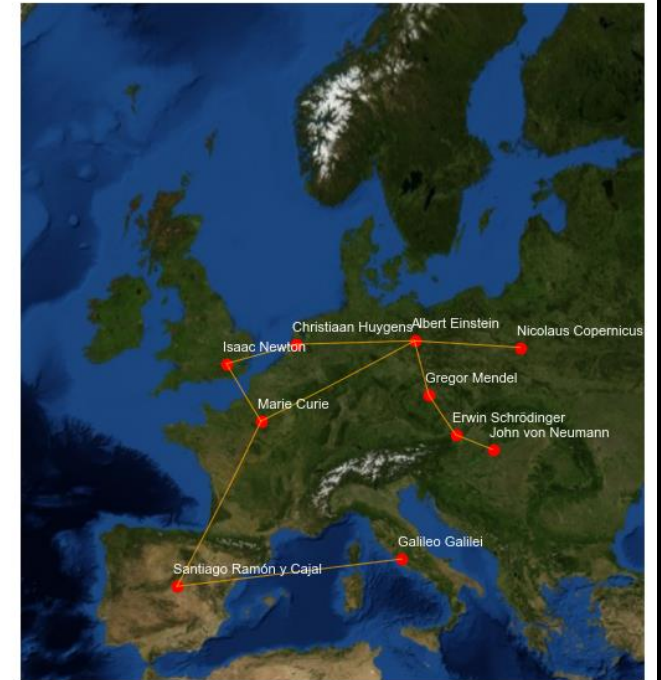 Christiaan Huygens
Albert Einstein
Nicolaus Copernicus
Isaac Newton
Gregor Mendel
Marie Curie
Erwin Schrödinger
John von Neumann
Galileo Galilei
Santiago Ramón y Cajal